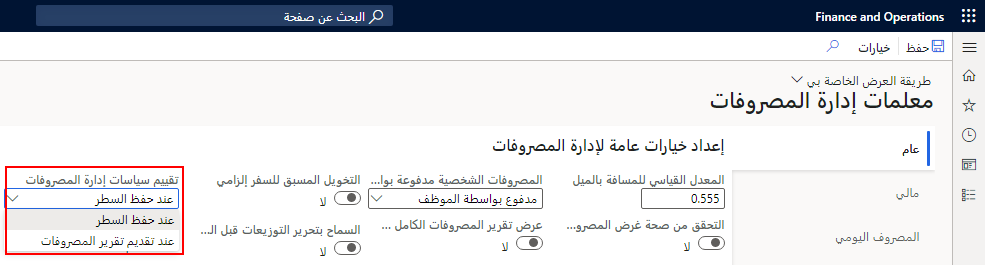 Finance and Operations
البحث عن صفحة
حفظ
خيارات
طريقة العرض الخاصة بي
معلمات إدارة المصروفات
عام
مالي
المصروف اليومي
إعداد خيارات عامة لإدارة المصروفات
المعدل القياسي للمسافة بالميل
0.555
التحقق من صحة غرض المصرو...
لا
المصروفات الشخصية مدفوعة بوا...
مدفوع بواسطة الموظف
عرض تقرير المصروفات الكامل ...
لا
التخويل المسبق للسفر إلزامي
لا
السماح بتحرير التوزيعات قبل الـ...
لا
تقييم سياسات إدارة المصروفات
عند حفظ السطر
عند حفظ السطر
عند تقديم تقرير المصروفات